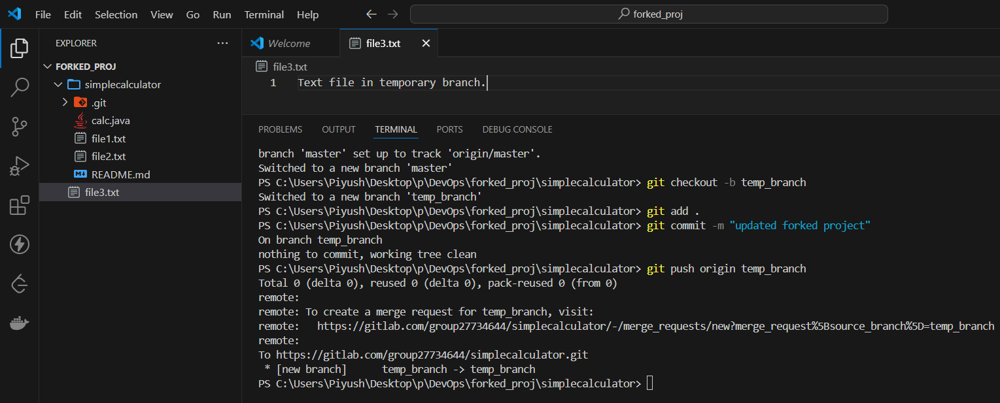 File Edit Selection View Go Run Terminal Help
forked_proj
EXPLORER
FORKED_PROJ
simplecalculator
.git
calc.java
file1.txt
file2.txt
README.md
file3.txt
Welcome
file3.txt
file3.txt
1 Text file in temporary branch.
PROBLEMS OUTPUT TERMINAL PORTS DEBUG CONSOLE
branch 'master' set up to track 'origin/master'.
Switched to a new branch 'master'
PS C:\Users\Piyush\Desktop\p\DevOps\forked_proj\simplecalculator> git checkout -b temp_branch
Switched to a new branch 'temp_branch'
PS C:\Users\Piyush\Desktop\p\DevOps\forked_proj\simplecalculator> git add .
PS C:\Users\Piyush\Desktop\p\DevOps\forked_proj\simplecalculator> git commit -m "updated forked project"
On branch temp_branch
nothing to commit, working tree clean
PS C:\Users\Piyush\Desktop\p\DevOps\forked_proj\simplecalculator> git push origin temp_branch
Total 0 (delta 0), reused 0 (delta 0), pack-reused 0 (from 0)
remote:
remote: To create a merge request for temp_branch, visit:
remote:   https://gitlab.com/group27734644/simplecalculator/-/merge_requests/new?merge_request%5Bsource_branch%5D=temp_branch
remote:
To https://gitlab.com/group27734644/simplecalculator.git
 * [new branch]      temp_branch -> temp_branch
PS C:\Users\Piyush\Desktop\p\DevOps\forked_proj\simplecalculator>